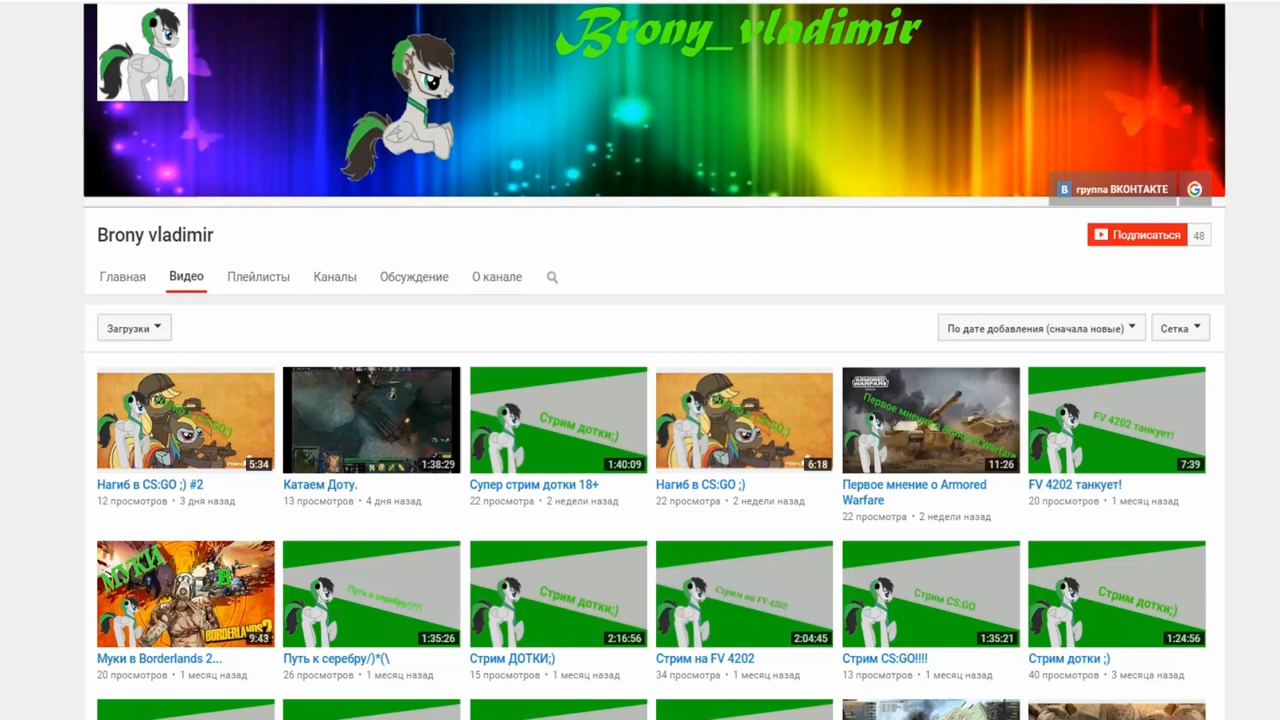 Brony_vladimir
B группа ВКОНТАКТЕ G
Brony vladimir
Подписаться 48
Главная Видео Плейлисты Каналы Обсуждение О канале
Загрузки По дате добавления (сначала новые) Сетка
5:34
1:38:29
Стрим дотки;)
1:40:09
6:18
ARMORED WARFARE
Первое мнение о Armored Warfare
11:26
FV 4202 танкует!
7:39
Нагиб в CS:GO ;) #2
12 просмотров • 3 дня назад
Катаем Доту.
13 просмотров • 4 дня назад
Супер стрим дотки 18+
22 просмотра • 2 недели назад
Нагиб в CS:GO ;)
22 просмотра • 2 недели назад
Первое мнение о Armored
Warfare
22 просмотра • 2 недели назад
FV 4202 танкует!
20 просмотров • 1 месяц назад
МУКИ В
BORDERLANDS 2
9:43
Путь к серебру/)*(\
1:35:26
Стрим дотки;)
2:16:56
Стрим на FV 4202
2:04:45
Стрим CS:GO
1:35:21
Стрим дотки;)
1:24:56
Муки в Borderlands 2...
20 просмотров • 1 месяц назад
Путь к серебру/)*(\
26 просмотров • 1 месяц назад
Стрим ДОТКИ;)
15 просмотров • 1 месяц назад
Стрим на FV 4202
34 просмотра • 1 месяц назад
Стрим CS:GO!!!!
13 просмотров • 1 месяц назад
Стрим дотки ;)
40 просмотров • 3 месяца назад